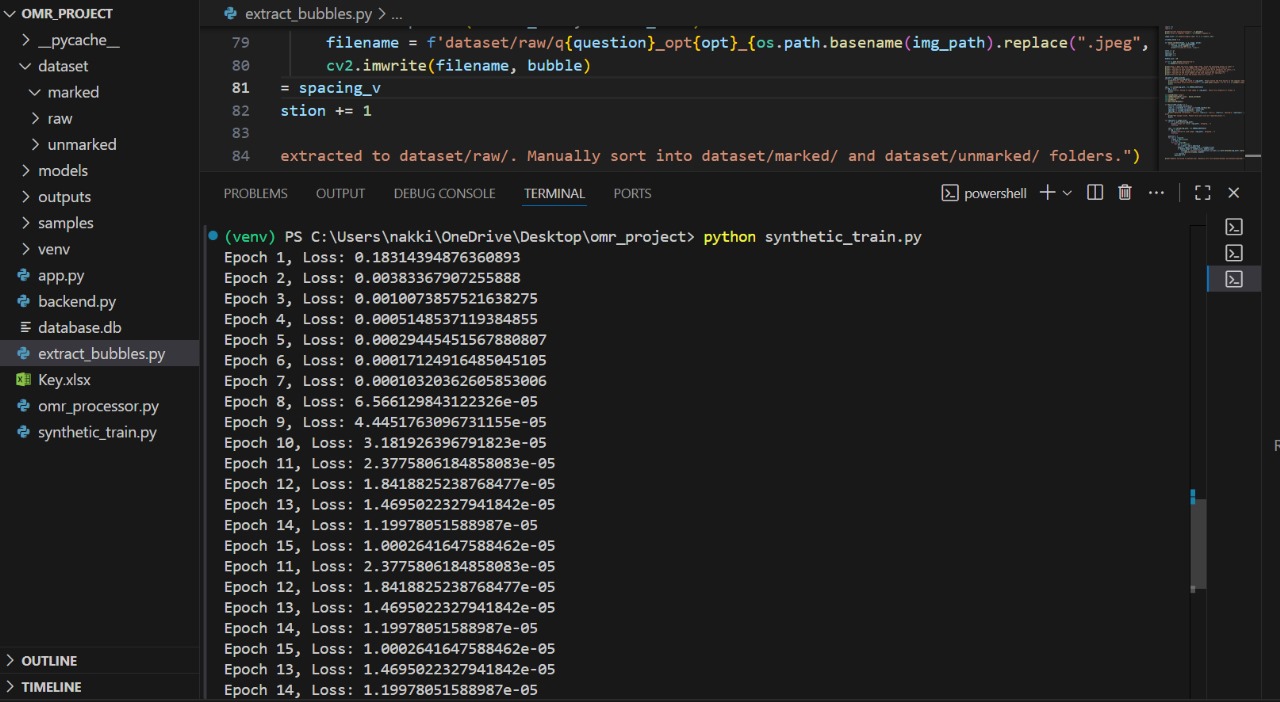 OMR_PROJECT
__pycache__
dataset
marked
raw
unmarked
models
outputs
samples
venv
app.py
backend.py
database.db
extract_bubbles.py
Key.xlsx
omr_processor.py
synthetic_train.py
OUTLINE
TIMELINE
extract_bubbles.py > ...
79 filename = f'dataset/raw/q{question}_opt{opt}_{os.path.basename(img_path).replace(".jpeg",
80 cv2.imwrite(filename, bubble)
81 = spacing_v
82 stion += 1
83
84 extracted to dataset/raw/. Manually sort into dataset/marked/ and dataset/unmarked/ folders.")
PROBLEMS OUTPUT DEBUG CONSOLE TERMINAL PORTS powershell
(venv) PS C:\Users\nakki\OneDrive\Desktop\omr_project> python synthetic_train.py
Epoch 1, Loss: 0.18314394876360893
Epoch 2, Loss: 0.00383367907255888
Epoch 3, Loss: 0.0010073857521638275
Epoch 4, Loss: 0.0005148537119384855
Epoch 5, Loss: 0.00029445451567880807
Epoch 6, Loss: 0.00017124916485045105
Epoch 7, Loss: 0.00010320362605853006
Epoch 8, Loss: 6.566129843122326e-05
Epoch 9, Loss: 4.4451763096731155e-05
Epoch 10, Loss: 3.181926396791823e-05
Epoch 11, Loss: 2.3775806184858083e-05
Epoch 12, Loss: 1.8418825238768477e-05
Epoch 13, Loss: 1.4695022327941842e-05
Epoch 14, Loss: 1.19978051588987e-05
Epoch 15, Loss: 1.0002641647588462e-05
Epoch 11, Loss: 2.3775806184858083e-05
Epoch 12, Loss: 1.8418825238768477e-05
Epoch 13, Loss: 1.4695022327941842e-05
Epoch 14, Loss: 1.19978051588987e-05
Epoch 15, Loss: 1.0002641647588462e-05
Epoch 13, Loss: 1.4695022327941842e-05
Epoch 14, Loss: 1.19978051588987e-05